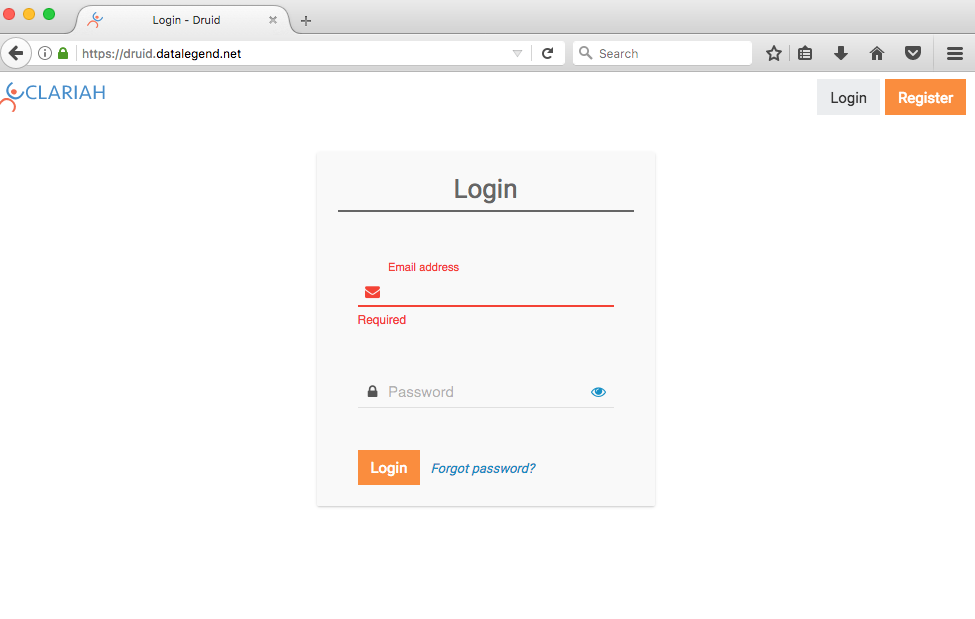 Login - Druid
https://druid.datalegend.net
Search
CLARIAH
Login
Register
Login
Email address
Required
Password
Login
Forgot password?